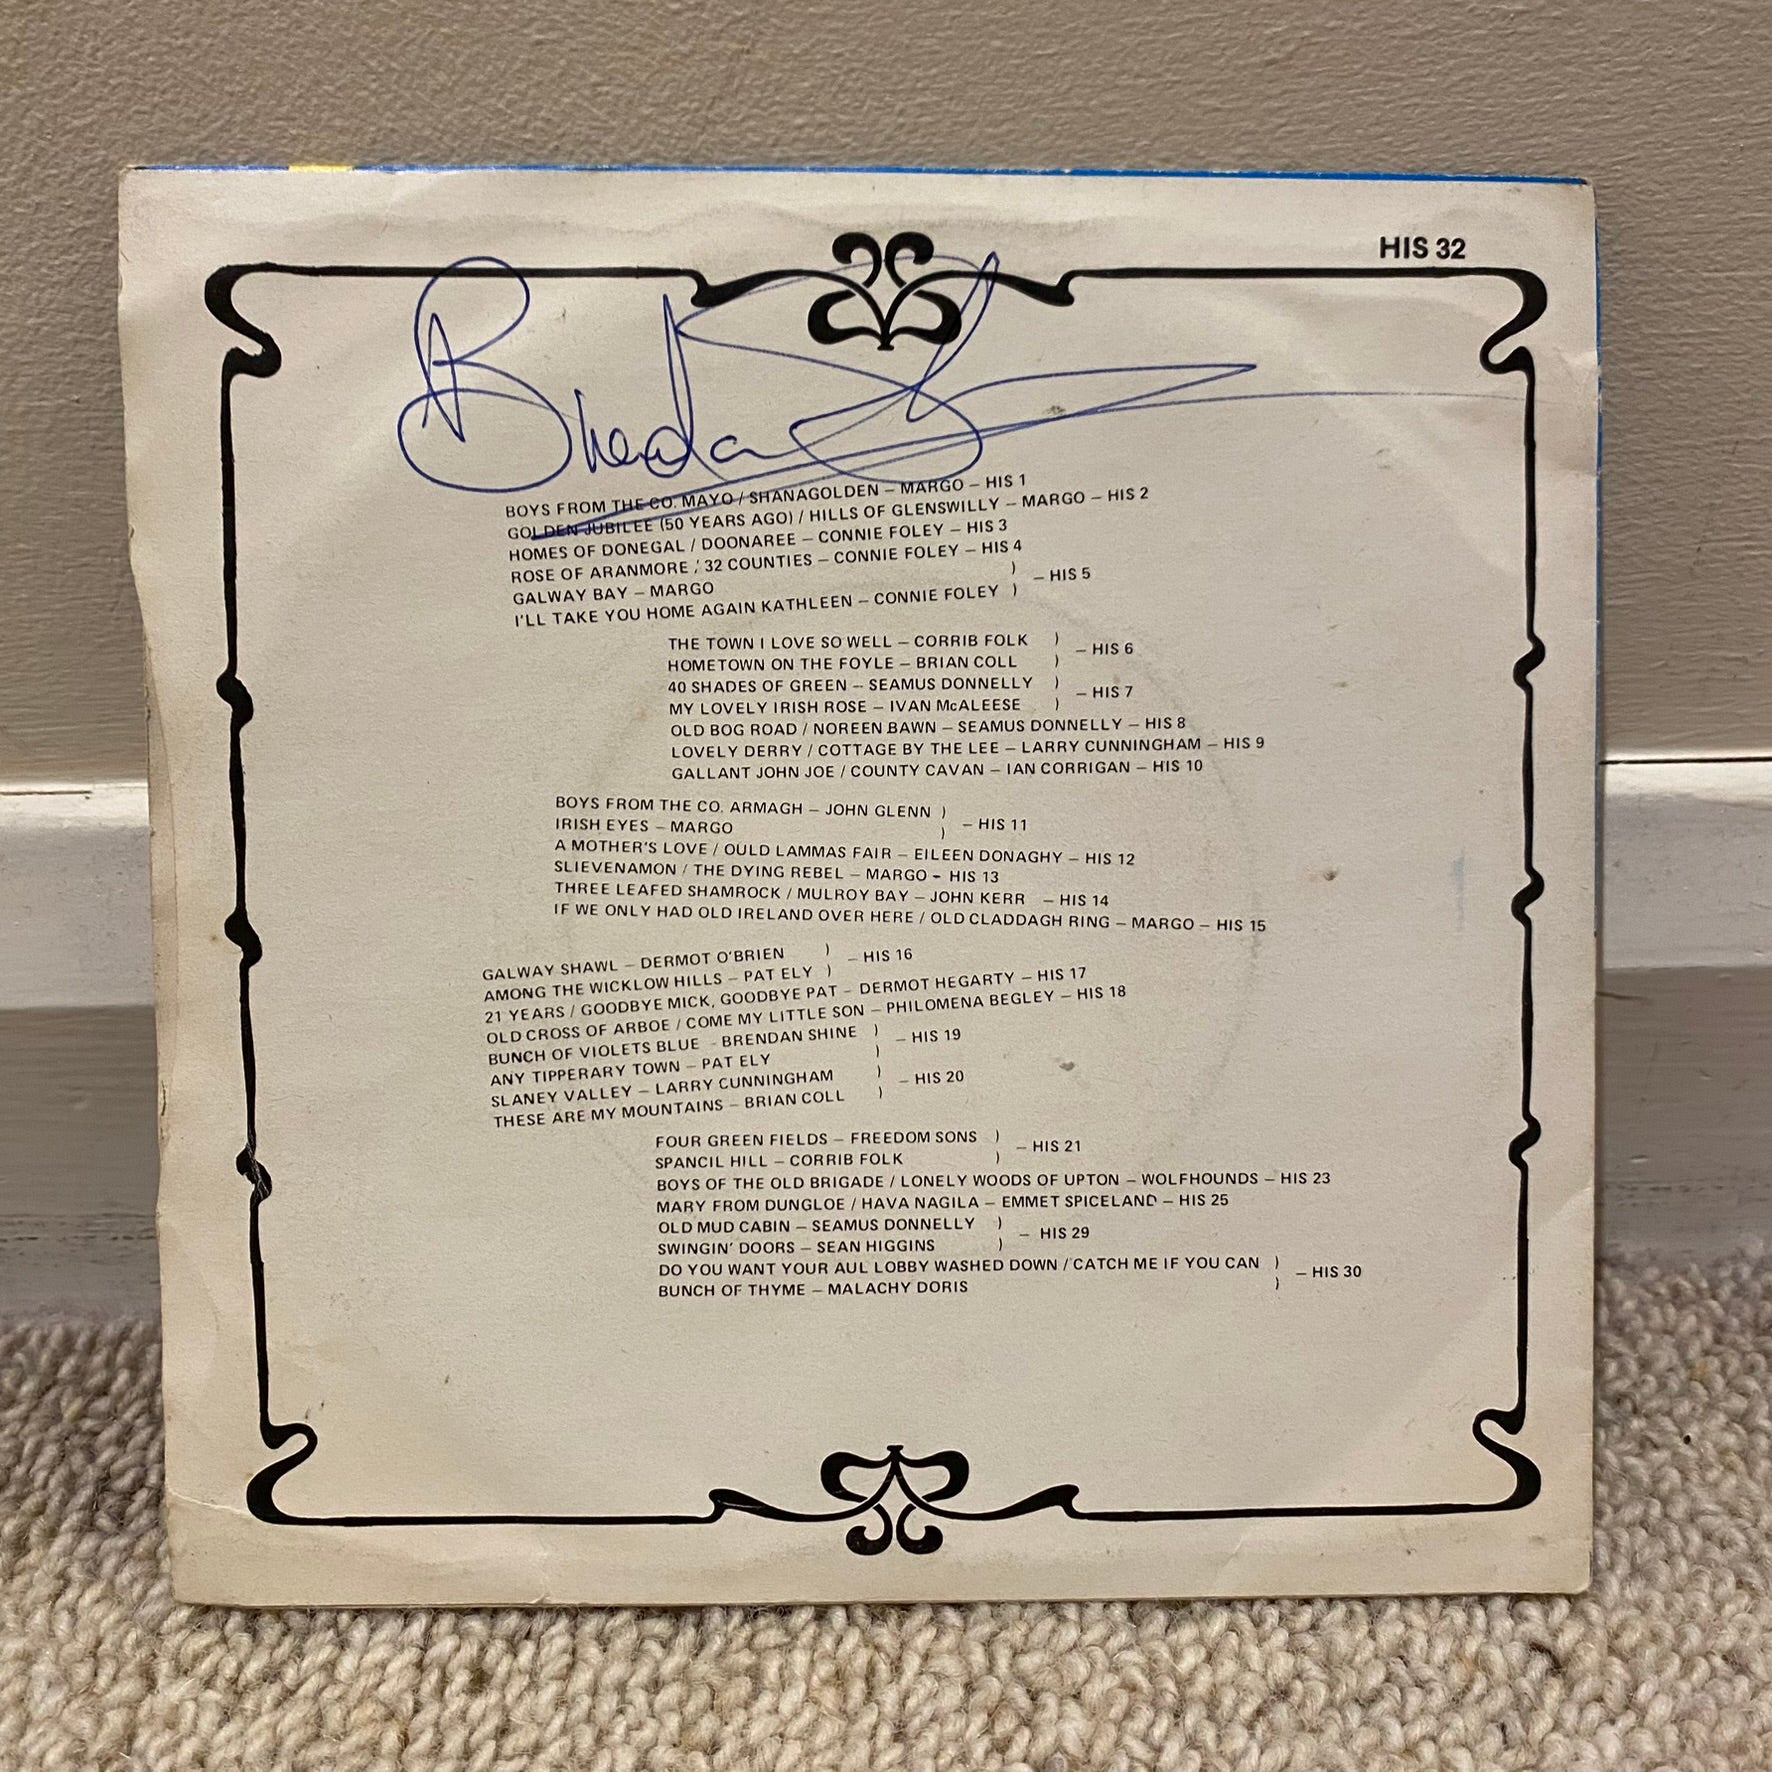 HIS 32
Brendan
BOYS FROM THE CO. MAYO / SHANAGOLDEN – MARGO – HIS 1
GOLDEN JUBILEE (50 YEARS AGO) / HILLS OF GLENSWILLY – MARGO – HIS 2
HOMES OF DONEGAL / DOONAREE – CONNIE FOLEY – HIS 3
ROSE OF ARANMORE / 32 COUNTIES – CONNIE FOLEY – HIS 4
GALWAY BAY – MARGO )
I'LL TAKE YOU HOME AGAIN KATHLEEN – CONNIE FOLEY ) – HIS 5
THE TOWN I LOVE SO WELL – CORRIB FOLK )
HOMETOWN ON THE FOYLE – BRIAN COLL ) – HIS 6
40 SHADES OF GREEN – SEAMUS DONNELLY )
MY LOVELY IRISH ROSE – IVAN McALEESE ) – HIS 7
OLD BOG ROAD / NOREEN BAWN – SEAMUS DONNELLY – HIS 8
LOVELY DERRY / COTTAGE BY THE LEE – LARRY CUNNINGHAM – HIS 9
GALLANT JOHN JOE / COUNTY CAVAN – IAN CORRIGAN – HIS 10
BOYS FROM THE CO. ARMAGH – JOHN GLENN )
IRISH EYES – MARGO ) – HIS 11
A MOTHER'S LOVE / OULD LAMMAS FAIR – EILEEN DONAGHY – HIS 12
SLIEVENAMON / THE DYING REBEL – MARGO – HIS 13
THREE LEAFED SHAMROCK / MULROY BAY – JOHN KERR – HIS 14
IF WE ONLY HAD OLD IRELAND OVER HERE / OLD CLADDAGH RING – MARGO – HIS 15
GALWAY SHAWL – DERMOT O'BRIEN )
AMONG THE WICKLOW HILLS – PAT ELY ) – HIS 16
21 YEARS / GOODBYE MICK, GOODBYE PAT – DERMOT HEGARTY – HIS 17
OLD CROSS OF ARBOE / COME MY LITTLE SON – PHILOMENA BEGLEY – HIS 18
BUNCH OF VIOLETS BLUE - BRENDAN SHINE )
ANY TIPPERARY TOWN – PAT ELY ) – HIS 19
SLANEY VALLEY – LARRY CUNNINGHAM )
THESE ARE MY MOUNTAINS – BRIAN COLL ) – HIS 20
FOUR GREEN FIELDS – FREEDOM SONS )
SPANCIL HILL – CORRIB FOLK ) – HIS 21
BOYS OF THE OLD BRIGADE / LONELY WOODS OF UPTON – WOLFHOUNDS – HIS 23
MARY FROM DUNGLOE / HAVA NAGILA – EMMET SPICELAND – HIS 25
OLD MUD CABIN – SEAMUS DONNELLY )
SWINGIN' DOORS – SEAN HIGGINS ) – HIS 29
DO YOU WANT YOUR AUL LOBBY WASHED DOWN / CATCH ME IF YOU CAN )
BUNCH OF THYME – MALACHY DORIS ) – HIS 30